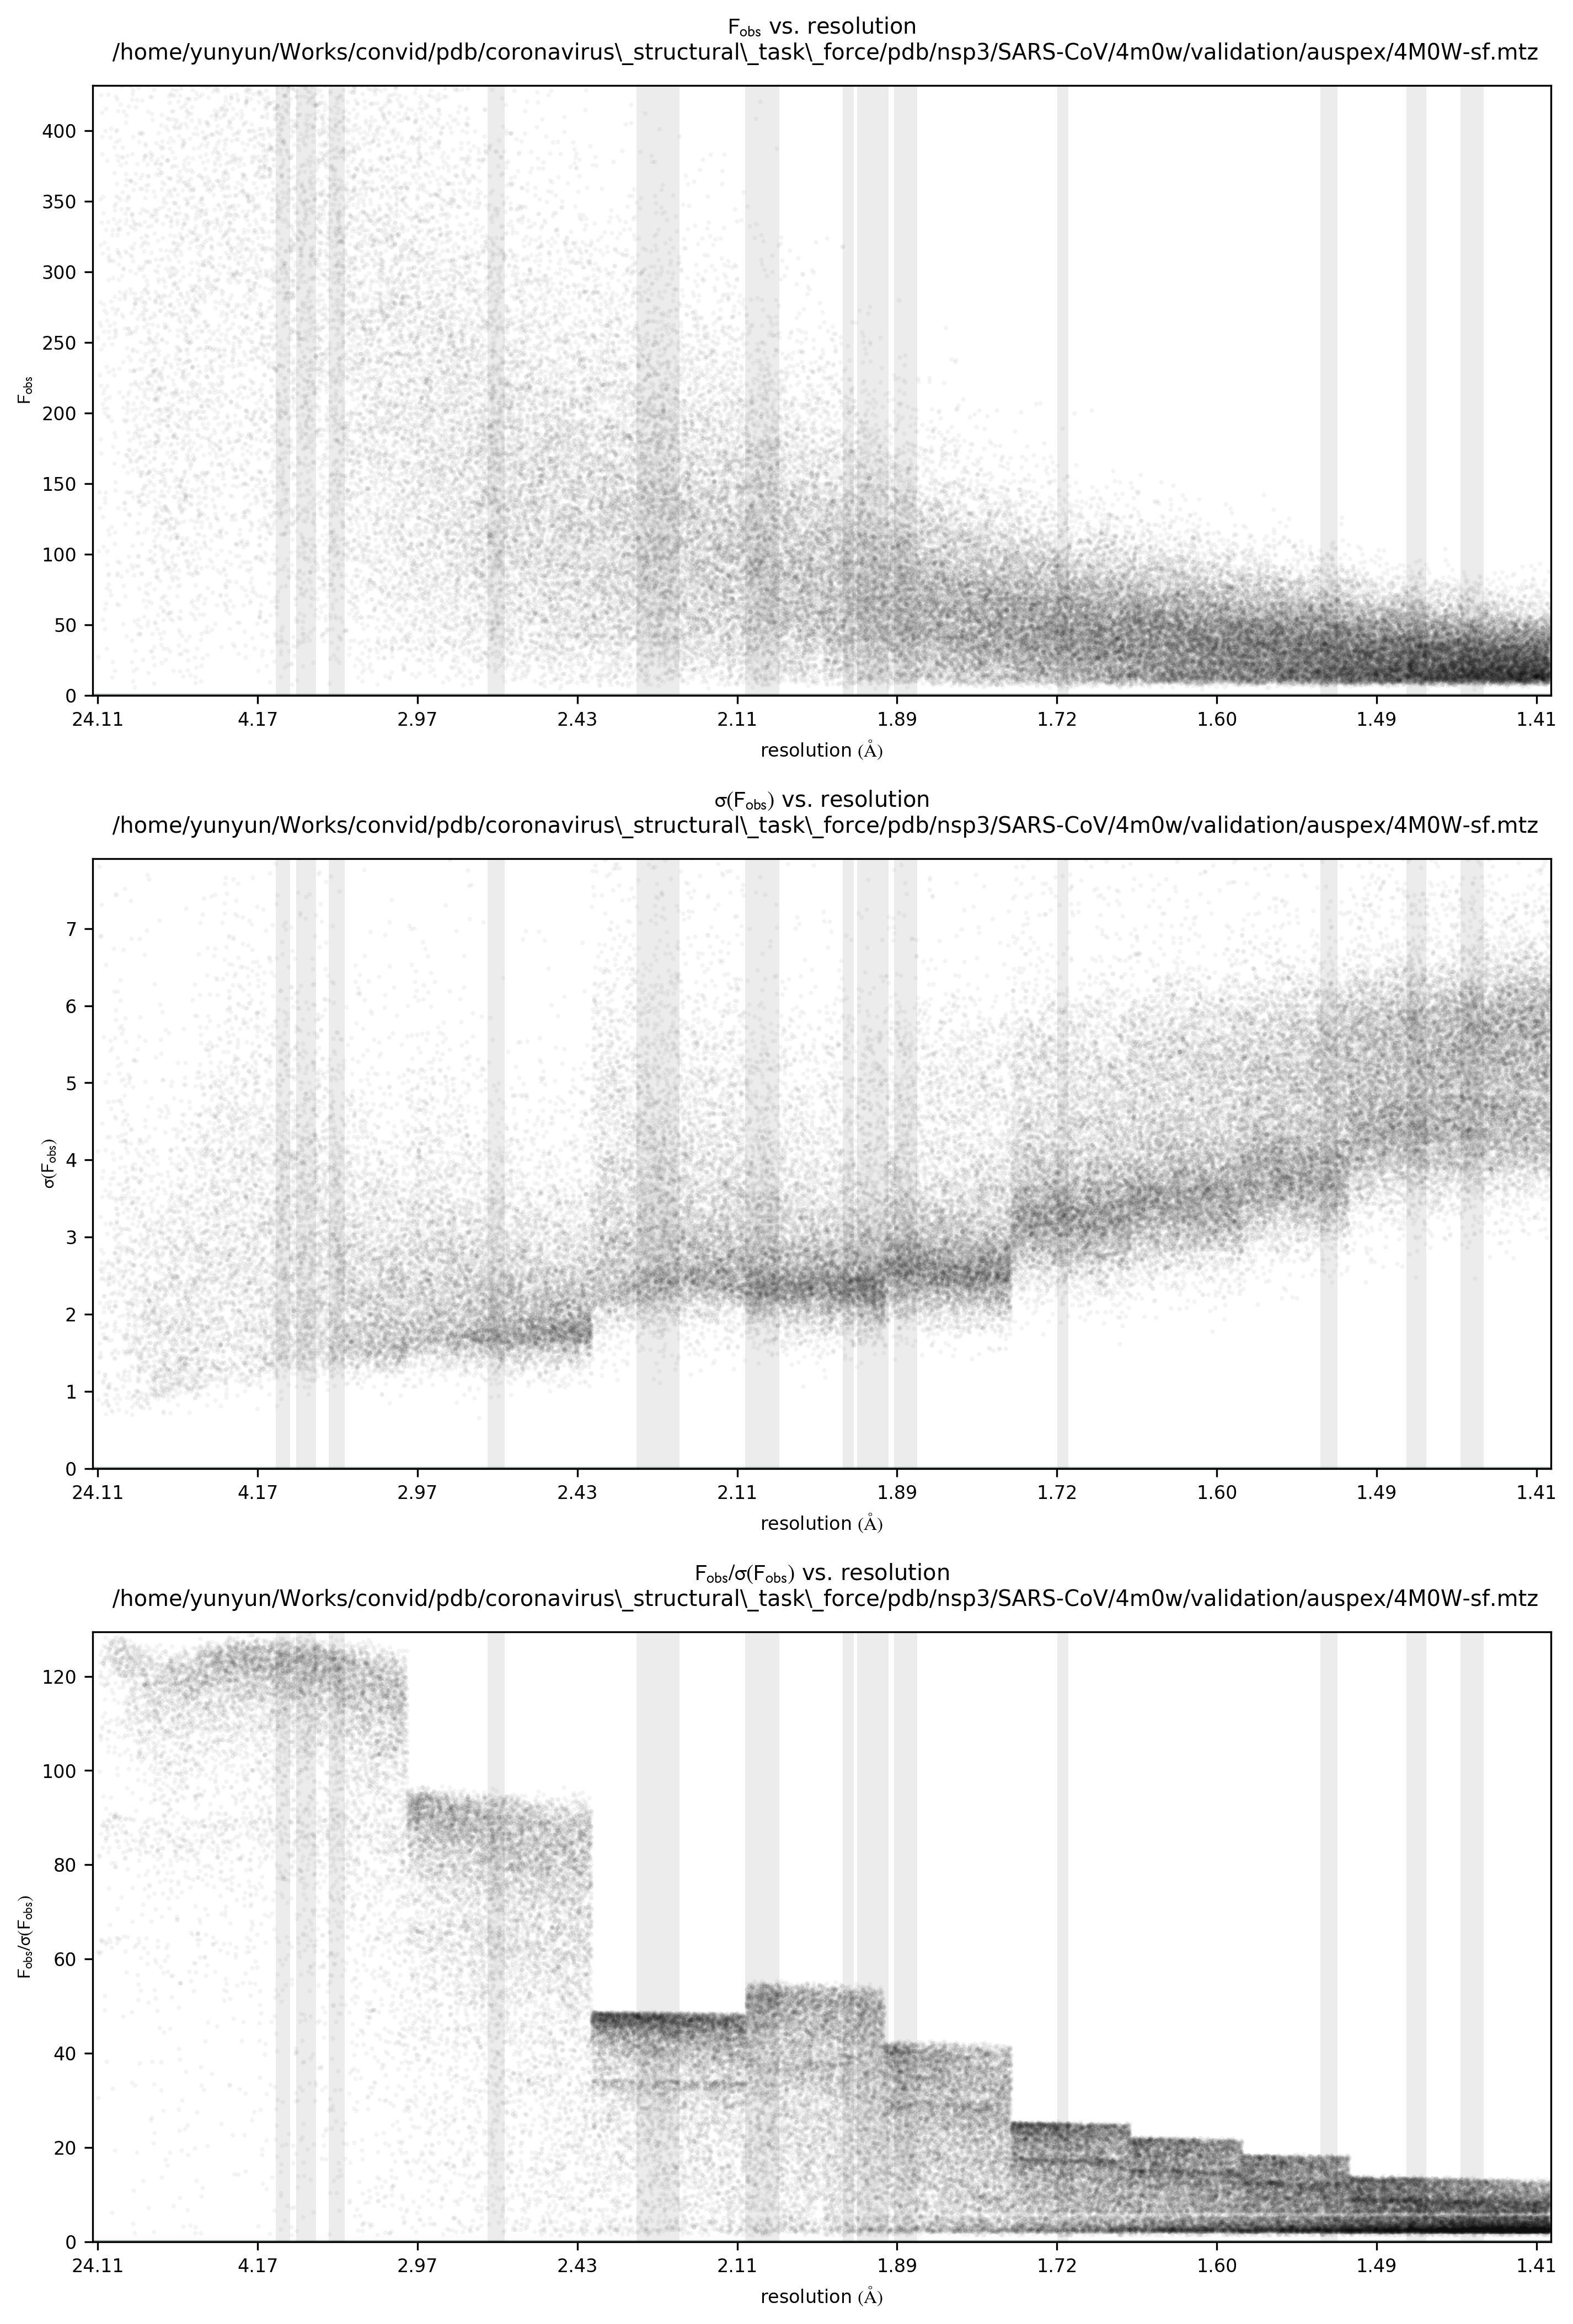 Fobs vs. resolution
/home/yunyun/Works/convid/pdb/coronavirus\_structural\_task\_force/pdb/nsp3/SARS-CoV/4m0w/validation/auspex/4M0W-sf.mtz
400
350
300
250
200
150
100
50
0
Fobs
24.11 4.17 2.97 2.43 2.11 1.89 1.72 1.60 1.49 1.41
resolution (Å)
σ(Fobs) vs. resolution
/home/yunyun/Works/convid/pdb/coronavirus\_structural\_task\_force/pdb/nsp3/SARS-CoV/4m0w/validation/auspex/4M0W-sf.mtz
7
6
5
4
3
2
1
0
σ(Fobs)
24.11 4.17 2.97 2.43 2.11 1.89 1.72 1.60 1.49 1.41
resolution (Å)
Fobs/σ(Fobs) vs. resolution
/home/yunyun/Works/convid/pdb/coronavirus\_structural\_task\_force/pdb/nsp3/SARS-CoV/4m0w/validation/auspex/4M0W-sf.mtz
120
100
80
60
40
20
0
Fobs/σ(Fobs)
24.11 4.17 2.97 2.43 2.11 1.89 1.72 1.60 1.49 1.41
resolution (Å)